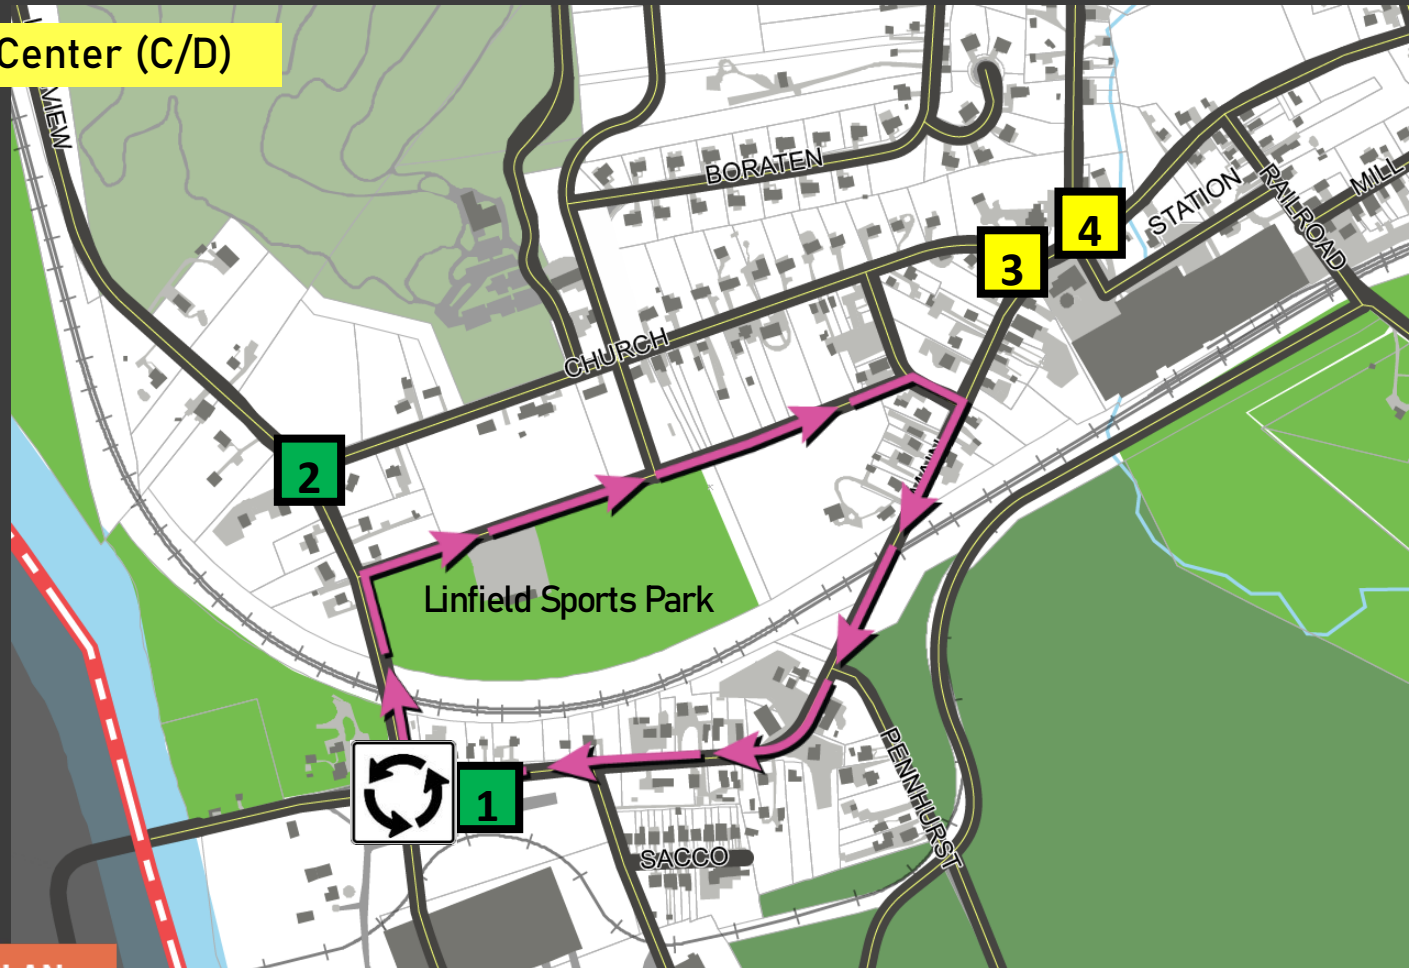 Center (C/D)
VIEW
BORATEN
STATION
RAILROAD
MILL
4
3
CHURCH
2
Linfield Sports Park
PENNHURST
1
SACCO